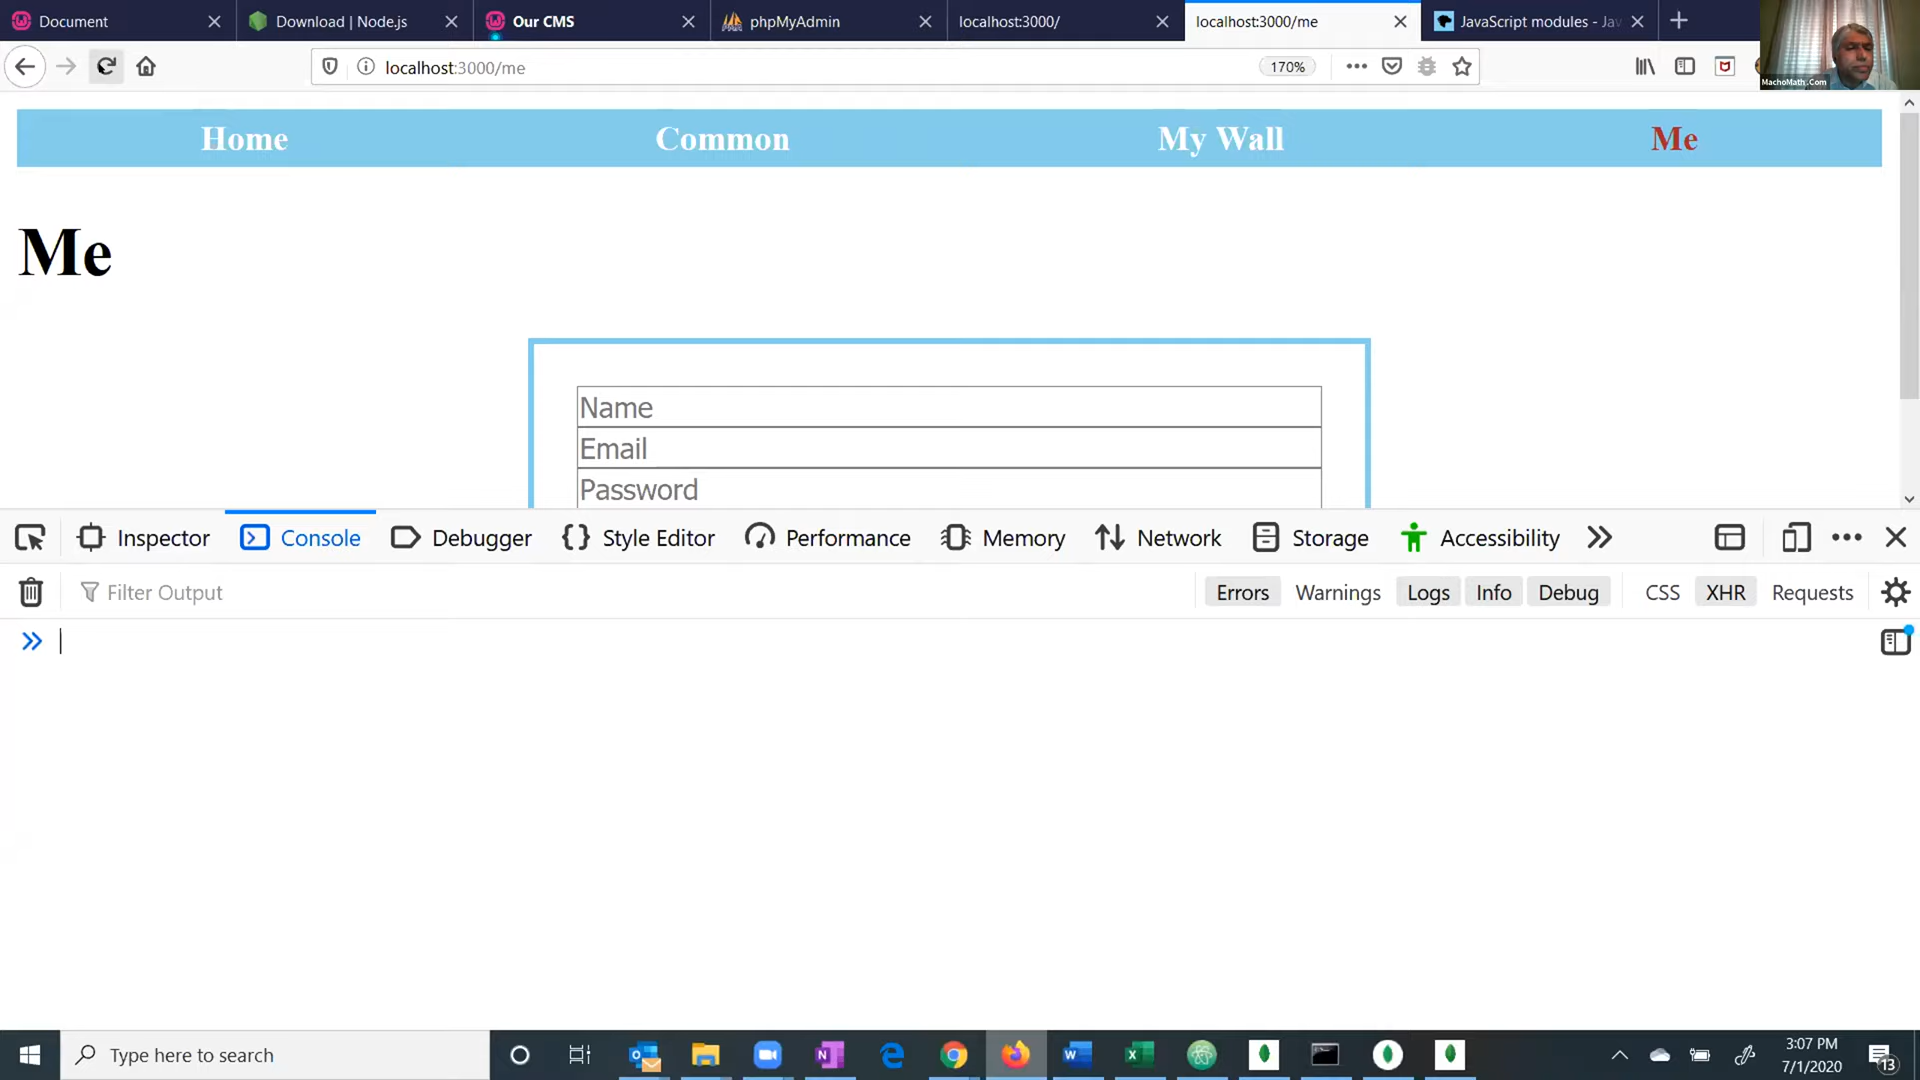 Document
Download | Node.js
Our CMS
phpMyAdmin
localhost:3000/
localhost:3000/me
JavaScript modules - Jav
localhost:3000/me
170%
MachoMath.Com
Home
Common
My Wall
Me
Me
Name
Email
Password
Inspector
Console
Debugger
Style Editor
Performance
Memory
Network
Storage
Accessibility
Filter Output
Errors
Warnings
Logs
Info
Debug
CSS
XHR
Requests
Type here to search
3:07 PM
7/1/2020
13